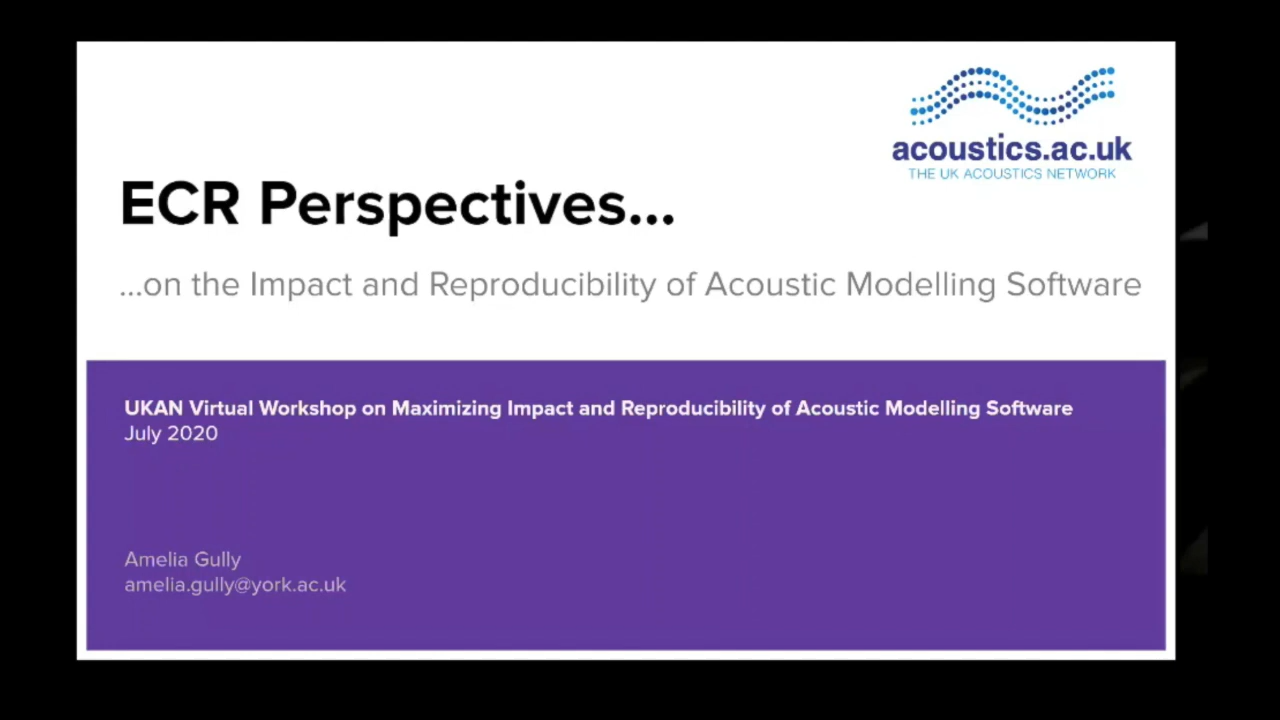 acoustics.ac.uk
THE UK ACOUSTICS NETWORK
ECR Perspectives...
...on the Impact and Reproducibility of Acoustic Modelling Software
UKAN Virtual Workshop on Maximizing Impact and Reproducibility of Acoustic Modelling Software
July 2020
Amelia Gully
amelia.gully@york.ac.uk